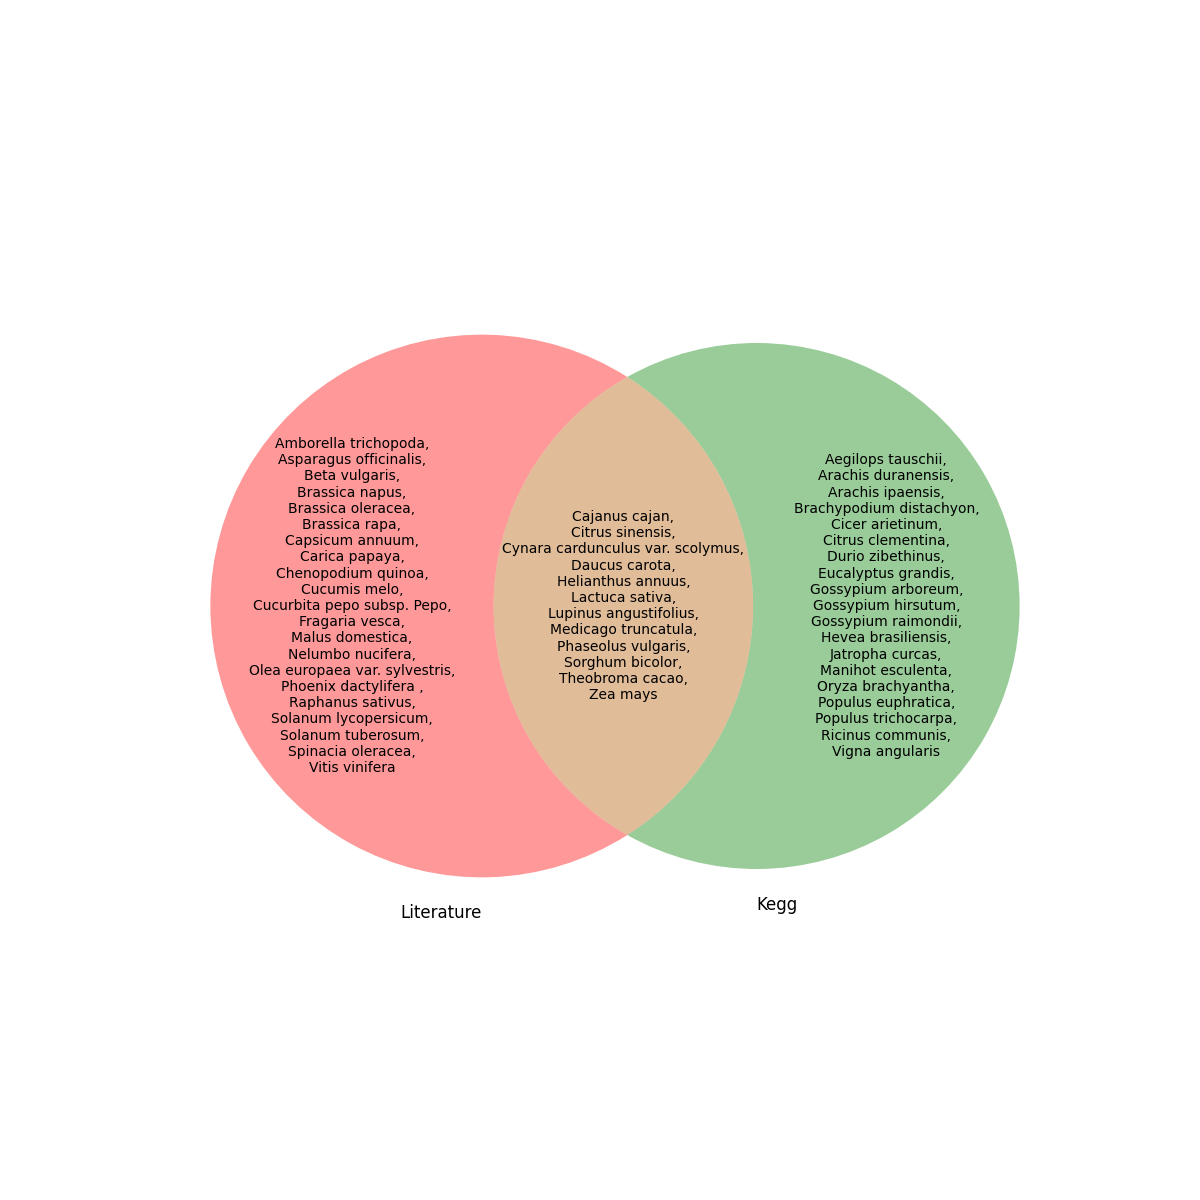 Amborella trichopoda,
Asparagus officinalis,
Beta vulgaris,
Brassica napus,
Brassica oleracea,
Brassica rapa,
Capsicum annuum,
Carica papaya,
Chenopodium quinoa,
Cucumis melo,
Cucurbita pepo subsp. Pepo,
Fragaria vesca,
Malus domestica,
Nelumbo nucifera,
Olea europaea var. sylvestris,
Phoenix dactylifera ,
Raphanus sativus,
Solanum lycopersicum,
Solanum tuberosum,
Spinacia oleracea,
Vitis vinifera
Cajanus cajan,
Citrus sinensis,
Cynara cardunculus var. scolymus,
Daucus carota,
Helianthus annuus,
Lactuca sativa,
Lupinus angustifolius,
Medicago truncatula,
Phaseolus vulgaris,
Sorghum bicolor,
Theobroma cacao,
Zea mays
Aegilops tauschii,
Arachis duranensis,
Arachis ipaensis,
Brachypodium distachyon,
Cicer arietinum,
Citrus clementina,
Durio zibethinus,
Eucalyptus grandis,
Gossypium arboreum,
Gossypium hirsutum,
Gossypium raimondii,
Hevea brasiliensis,
Jatropha curcas,
Manihot esculenta,
Oryza brachyantha,
Populus euphratica,
Populus trichocarpa,
Ricinus communis,
Vigna angularis
Literature
Kegg